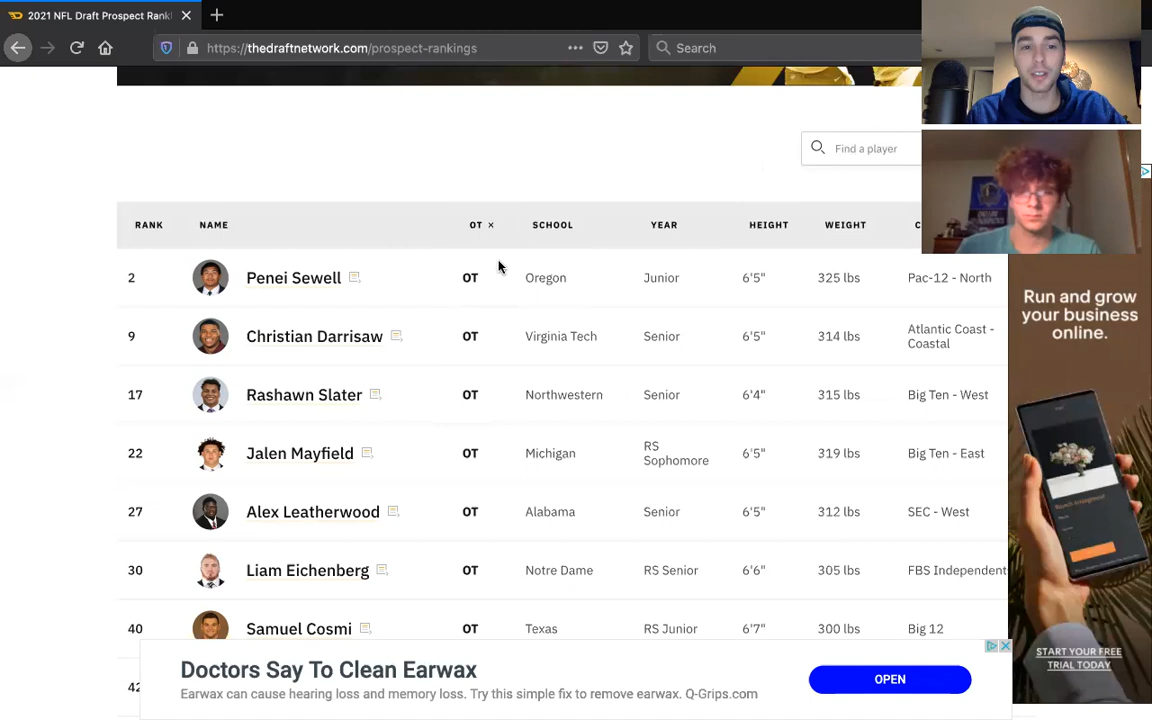 2021 NFL Draft Prospect Rank
https://thedraftnetwork.com/prospect-rankings
Search
Find a player
RANK NAME OT × SCHOOL YEAR HEIGHT WEIGHT C
2 Penei Sewell OT Oregon Junior 6'5" 325 lbs Pac-12 - North
9 Christian Darrisaw OT Virginia Tech Senior 6'5" 314 lbs Atlantic Coast -
Coastal
17 Rashawn Slater OT Northwestern Senior 6'4" 315 lbs Big Ten - West
22 Jalen Mayfield OT Michigan RS
Sophomore 6'5" 319 lbs Big Ten - East
27 Alex Leatherwood OT Alabama Senior 6'5" 312 lbs SEC - West
30 Liam Eichenberg OT Notre Dame RS Senior 6'6" 305 lbs FBS Independent
40 Samuel Cosmi OT Texas RS Junior 6'7" 300 lbs Big 12
42
Run and grow
your business
online.
START YOUR FREE
TRIAL TODAY
Doctors Say To Clean Earwax
Earwax can cause hearing loss and memory loss. Try this simple fix to remove earwax. Q-Grips.com
OPEN